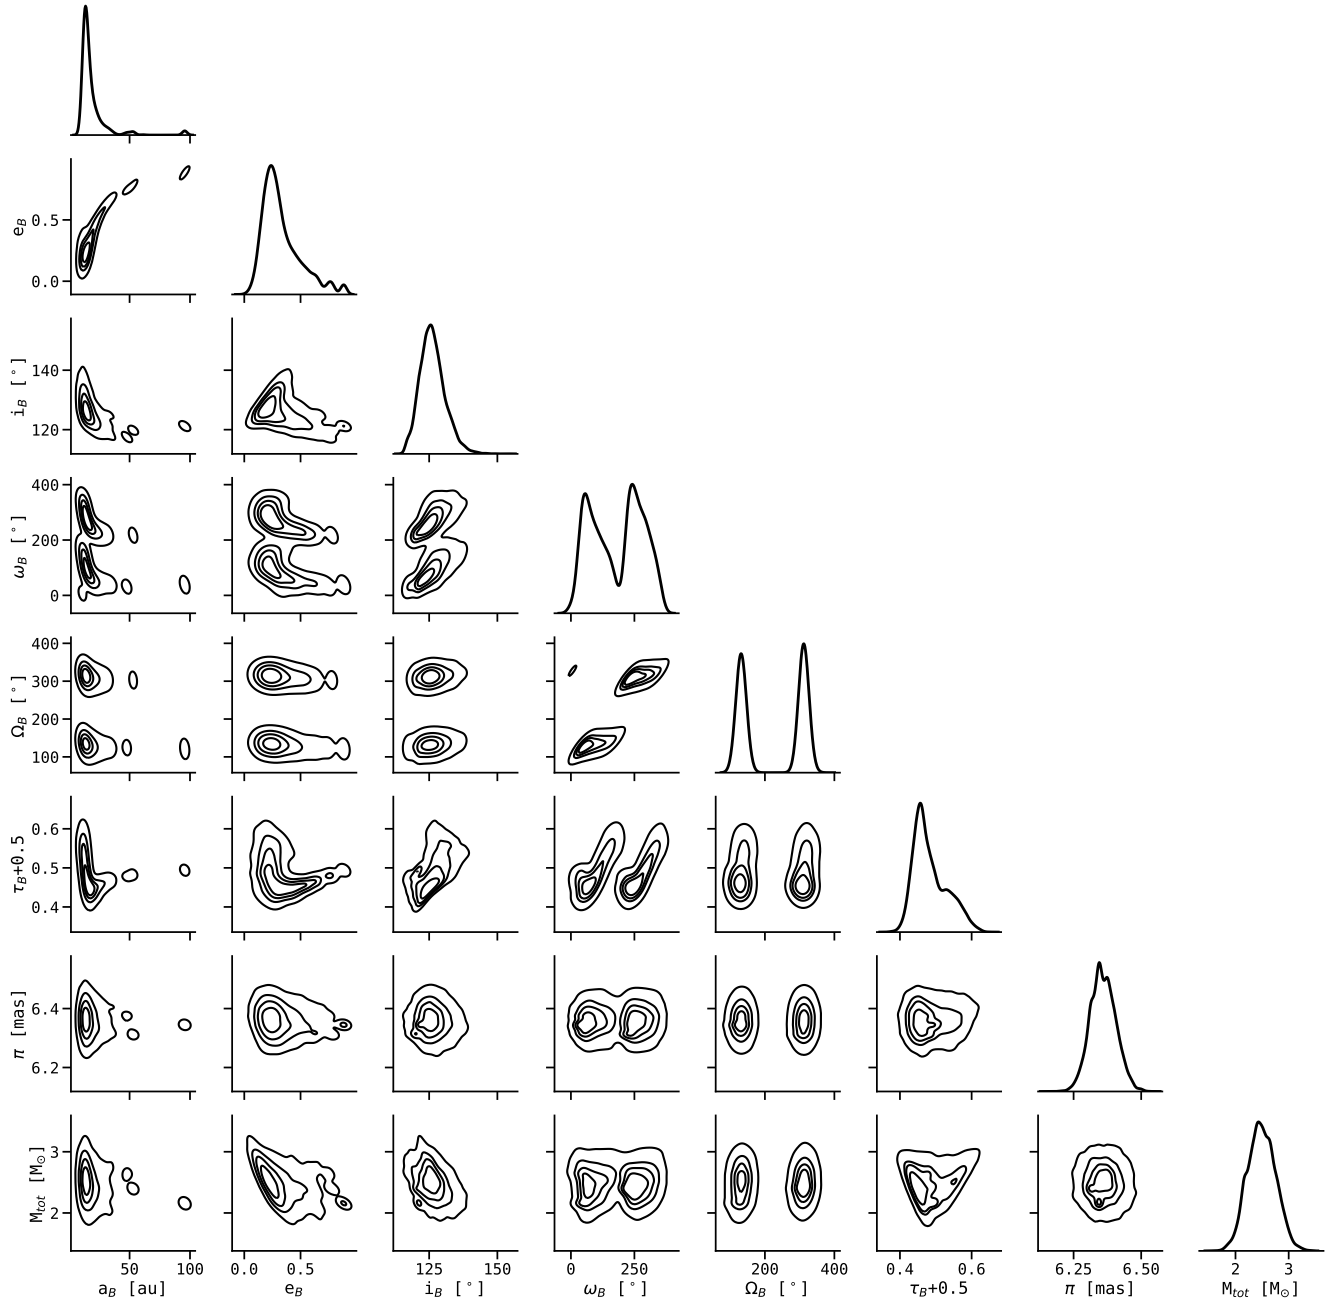 e_B 0.5
0.0
i_B [°] 140
120
ω_B [°] 400
200
0
Ω_B [°] 400
300
200
100
τ_B+0.5 0.6
0.5
0.4
π [mas] 6.4
6.2
M_tot [M_⊙] 3
2
50 100 0.0 0.5 125 150 0 250 200 400 0.4 0.6 6.25 6.50 2 3
a_B [au] e_B i_B [°] ω_B [°] Ω_B [°] τ_B+0.5 π [mas] M_tot [M_⊙]